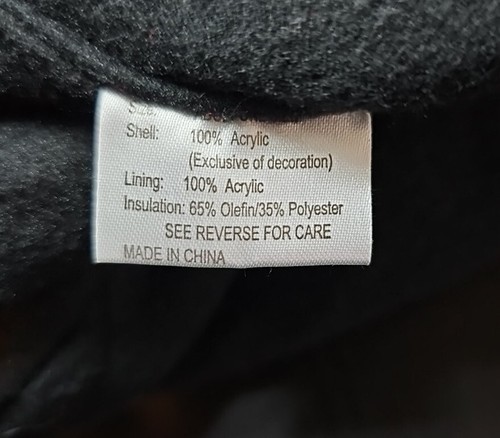 Size:
Shell: 100% Acrylic
(Exclusive of decoration)
Lining: 100% Acrylic
Insulation: 65% Olefin/35% Polyester
SEE REVERSE FOR CARE
MADE IN CHINA